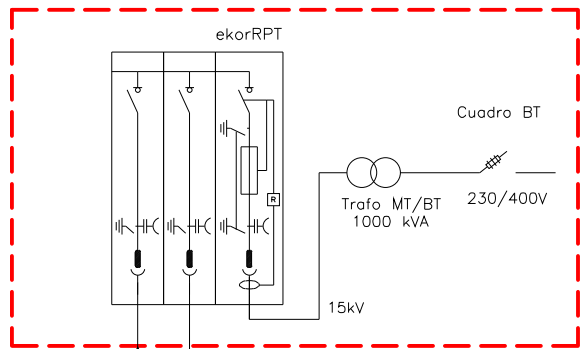 ekorRPT
Cuadro BT
R
Trafo MT/BT
1000 kVA
230/400V
15kV